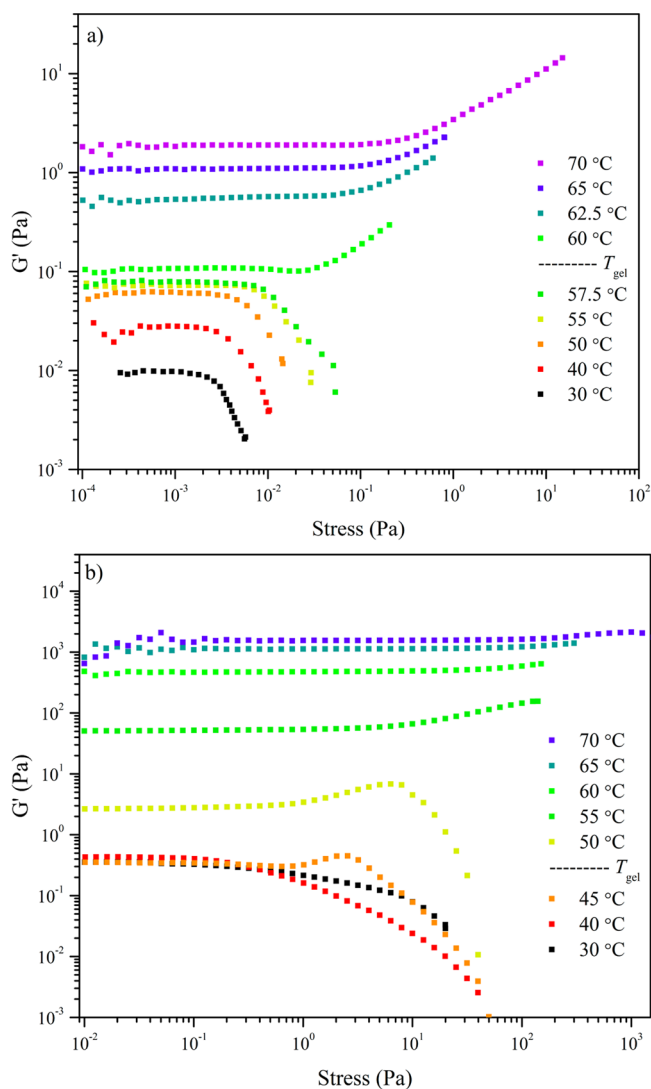 a)
10¹
10⁰
10⁻¹
10⁻²
10⁻³
G' (Pa)
70 °C
65 °C
62.5 °C
60 °C
--------- T_gel
57.5 °C
55 °C
50 °C
40 °C
30 °C
10⁻⁴ 10⁻³ 10⁻² 10⁻¹ 10⁰ 10¹ 10²
Stress (Pa)
b)
10⁴
10³
10²
10¹
10⁰
10⁻¹
10⁻²
10⁻³
G' (Pa)
70 °C
65 °C
60 °C
55 °C
50 °C
--------- T_gel
45 °C
40 °C
30 °C
10⁻² 10⁻¹ 10⁰ 10¹ 10² 10³
Stress (Pa)